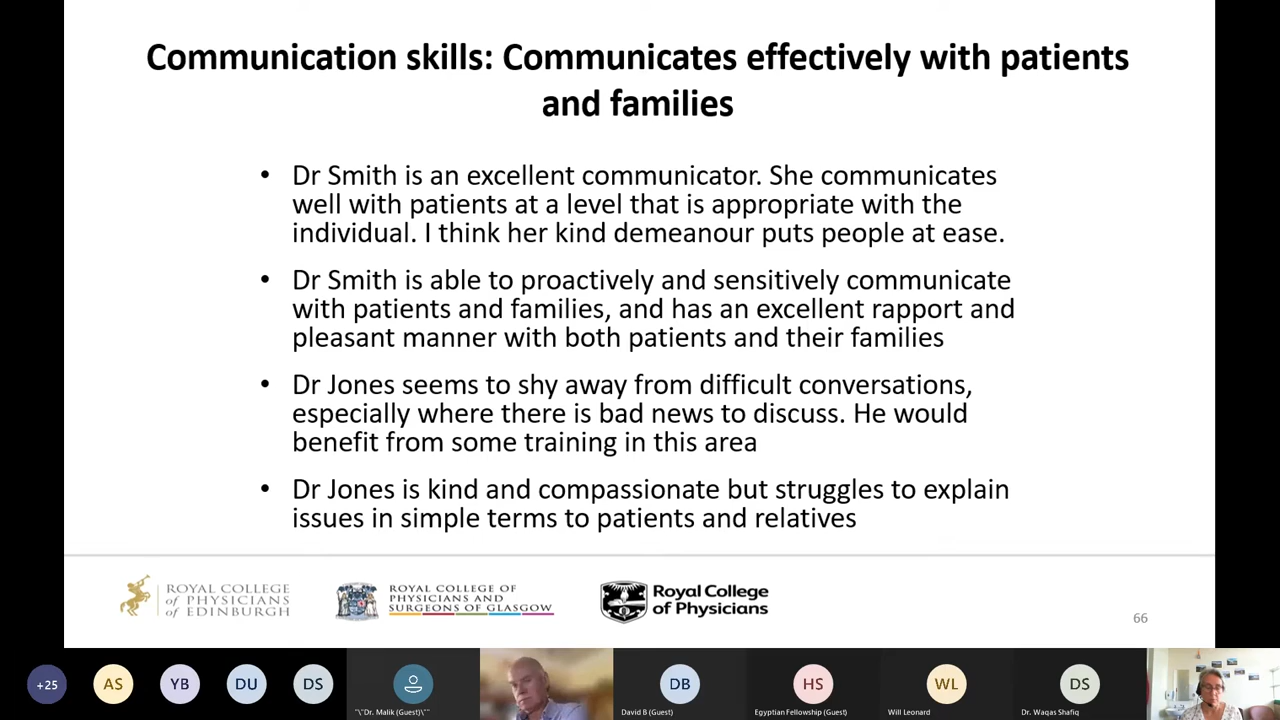 Communication skills: Communicates effectively with patients
and families
• Dr Smith is an excellent communicator. She communicates
well with patients at a level that is appropriate with the
individual. I think her kind demeanour puts people at ease.
• Dr Smith is able to proactively and sensitively communicate
with patients and families, and has an excellent rapport and
pleasant manner with both patients and their families
• Dr Jones seems to shy away from difficult conversations,
especially where there is bad news to discuss. He would
benefit from some training in this area
• Dr Jones is kind and compassionate but struggles to explain
issues in simple terms to patients and relatives
ROYAL COLLEGE
of PHYSICIANS
of EDINBURGH
ROYAL COLLEGE OF
PHYSICIANS AND
SURGEONS OF GLASGOW
Royal College
of Physicians
66
+25
AS
YB
DU
DS
DB
HS
WL
DS
"\"Dr. Malik (Guest)\""
David B (Guest)
Egyptian Fellowship (Guest)
Will Leonard
Dr. Waqas Shafiq